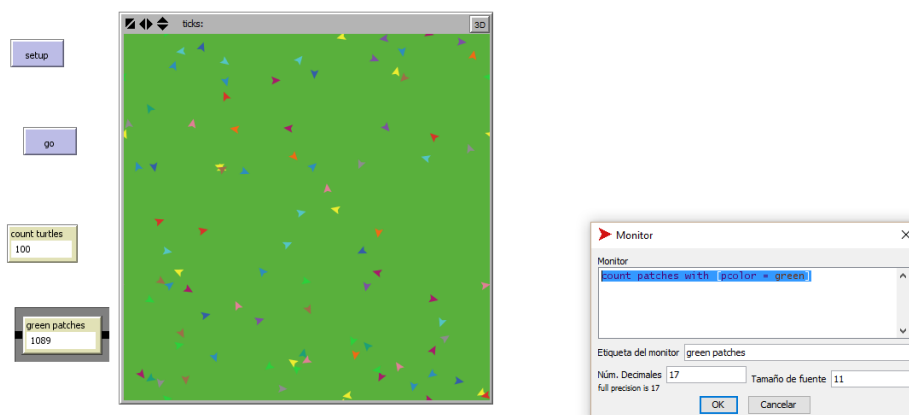 ticks:
3D
setup
go
count turtles
100
green patches
1089
Monitor
Monitor
count patches with [pcolor = green]
Etiqueta del monitor green patches
Núm. Decimales 17 Tamaño de fuente 11
full precision is 17
OK Cancelar